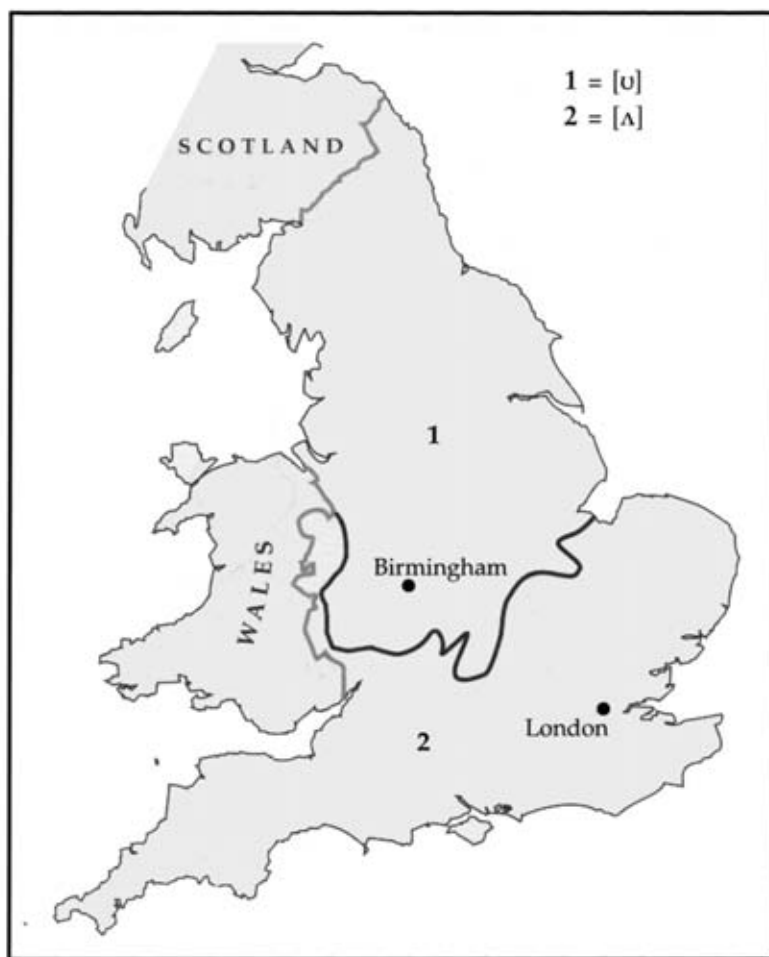 1 = [ʊ]
2 = [ʌ]
SCOTLAND
1
Birmingham
WALES
London
2